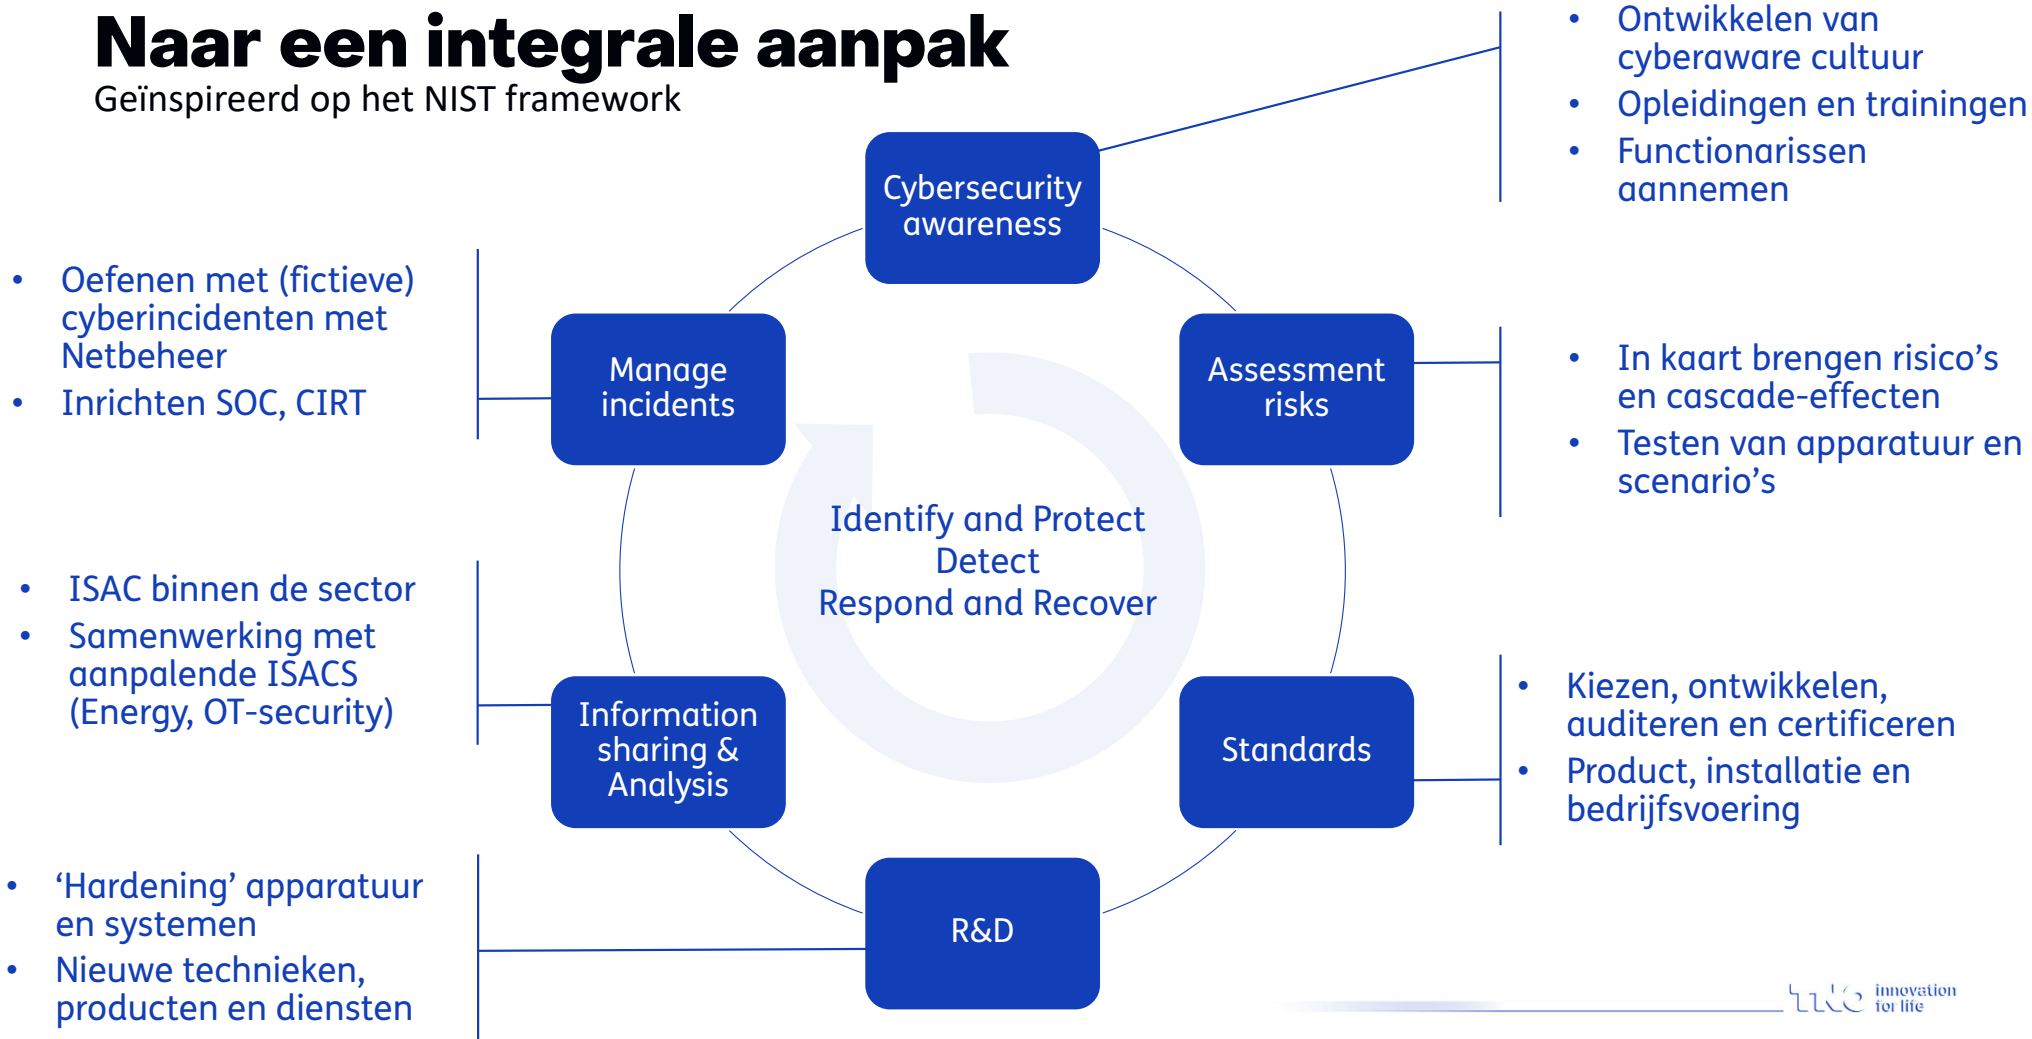 Naar een integrale aanpak
Geïnspireerd op het NIST framework
Cybersecurity
awareness
• Ontwikkelen van
cyberaware cultuur
• Opleidingen en trainingen
• Functionarissen
aannemen
Assessment
risks
• In kaart brengen risico’s
en cascade-effecten
• Testen van apparatuur en
scenario’s
Standards
• Kiezen, ontwikkelen,
auditeren en certificeren
• Product, installatie en
bedrijfsvoering
R&D
• ‘Hardening’ apparatuur
en systemen
• Nieuwe technieken,
producten en diensten
Information
sharing &
Analysis
• ISAC binnen de sector
• Samenwerking met
aanpalende ISACS
(Energy, OT-security)
Manage
incidents
• Oefenen met (fictieve)
cyberincidenten met
Netbeheer
• Inrichten SOC, CIRT
Identify and Protect
Detect
Respond and Recover
TNO innovation
for life